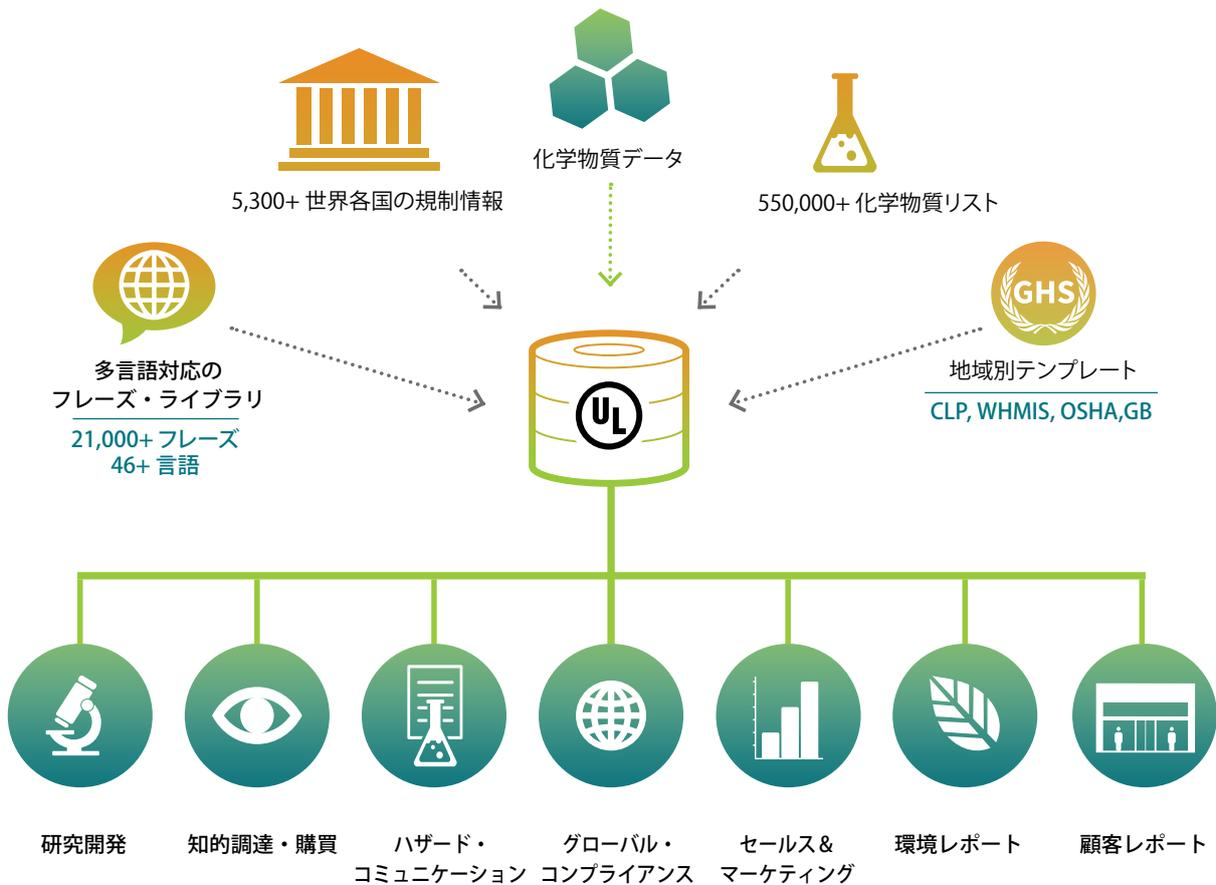 化学物質データ
5,300+ 世界各国の規制情報
550,000+ 化学物質リスト
GHS
多言語対応の
フレーズ・ライブラリ
21,000+ フレーズ
46+ 言語
地域別テンプレート
CLP, WHMIS, OSHA,GB
UL
研究開発
知的調達・購買
ハザード・
コミュニケーション
グローバル・
コンプライアンス
セールス＆
マーケティング
環境レポート
顧客レポート